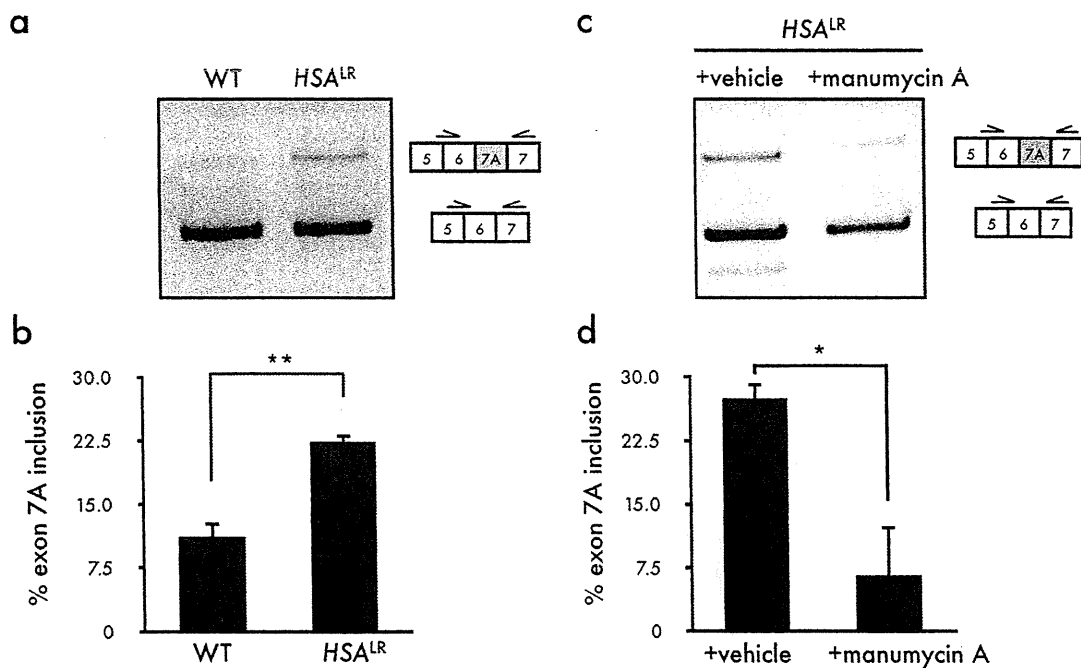 a
WT HSA^LR
5 6 7A 7
5 6 7
b
**
% exon 7A inclusion
30.0
22.5
15.0
7.5
0
WT HSA^LR
c
HSA^LR
+vehicle +manumycin A
5 6 7A 7
5 6 7
d
*
% exon 7A inclusion
30.0
22.5
15.0
7.5
0
+vehicle +manumycin A